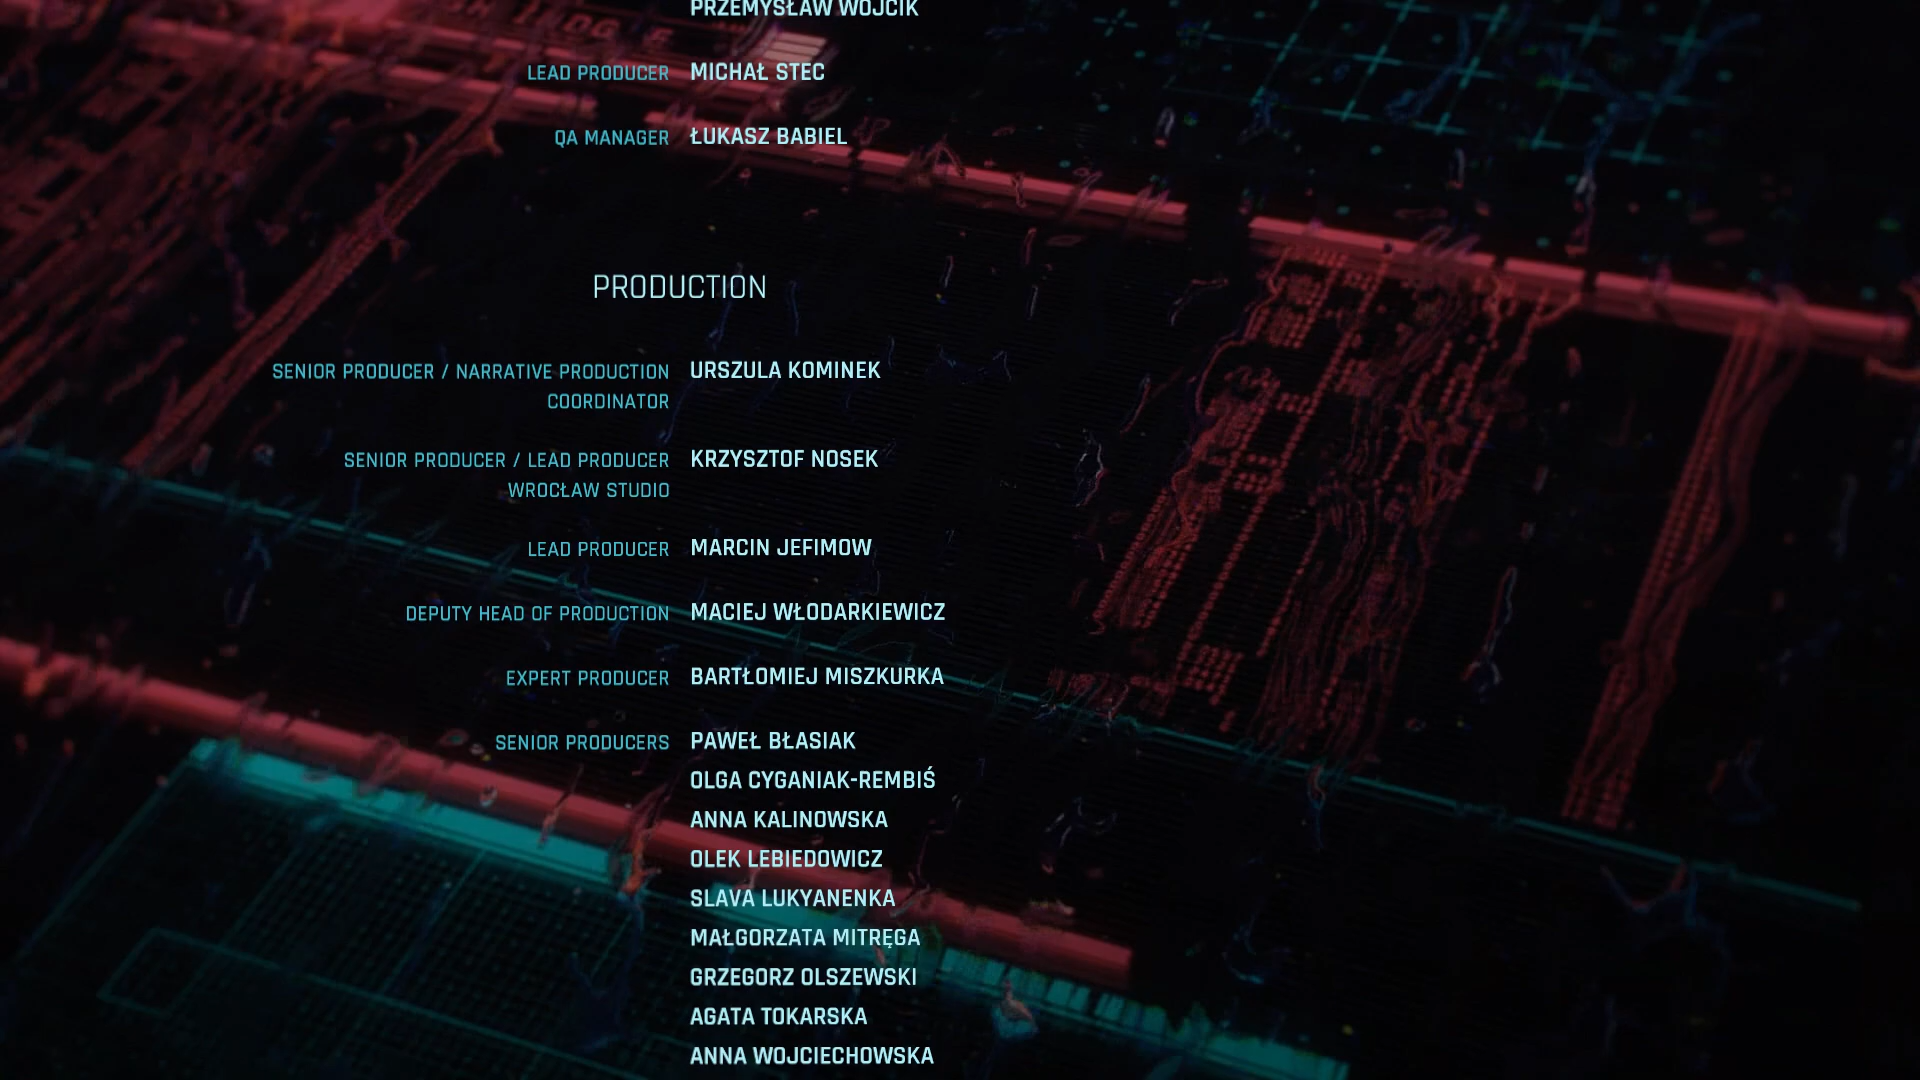 PRZEMYSŁAW WÓJCIK
LEAD PRODUCER MICHAŁ STEC
QA MANAGER ŁUKASZ BABIEL
PRODUCTION
SENIOR PRODUCER / NARRATIVE PRODUCTION URSZULA KOMINEK
COORDINATOR
SENIOR PRODUCER / LEAD PRODUCER KRZYSZTOF NOSEK
WROCŁAW STUDIO
LEAD PRODUCER MARCIN JEFIMOW
DEPUTY HEAD OF PRODUCTION MACIEJ WŁODARKIEWICZ
EXPERT PRODUCER BARTŁOMIEJ MISZKURKA
SENIOR PRODUCERS PAWEŁ BŁASIAK
OLGA CYGANIAK-REMBIŚ
ANNA KALINOWSKA
OLEK LEBIEDOWICZ
SLAVA LUKYANENKA
MAŁGORZATA MITRĘGA
GRZEGORZ OLSZEWSKI
AGATA TOKARSKA
ANNA WOJCIECHOWSKA